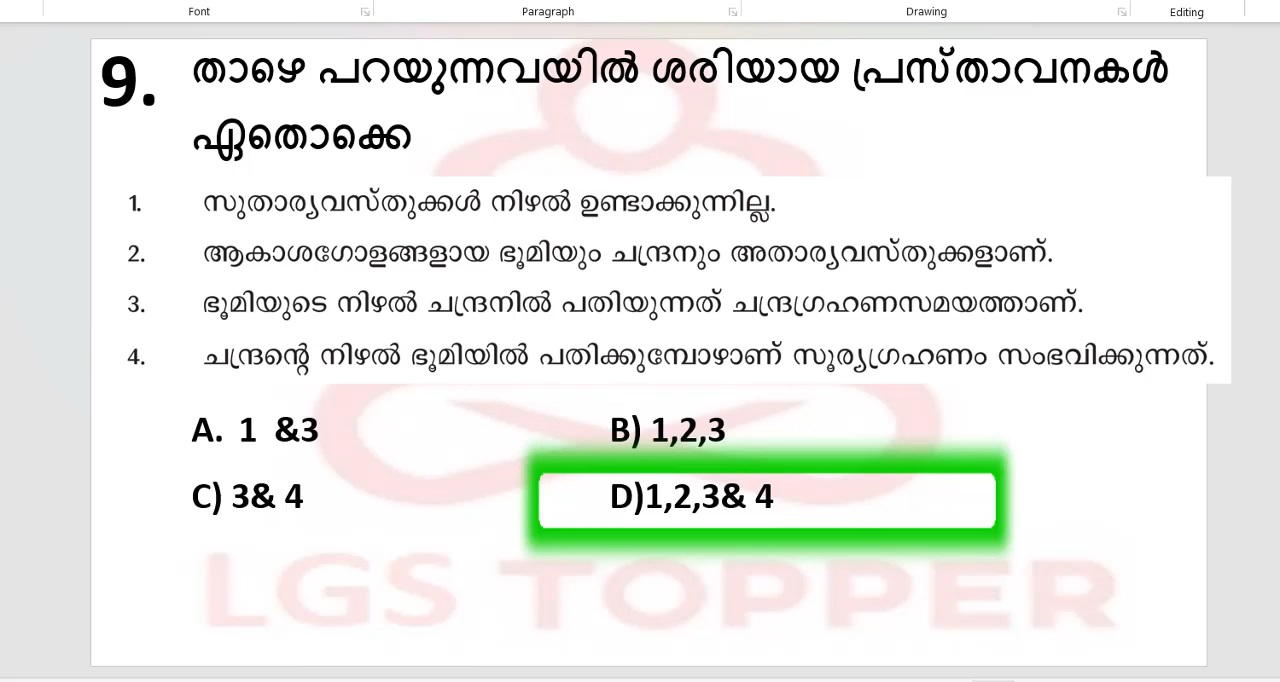 Font Paragraph Drawing Editing
9. താഴെ പറയുന്നവയിൽ ശരിയായ പ്രസ്താവനകൾ
ഏതൊക്കെ
1. സുതാര്യവസ്തുക്കൾ നിഴൽ ഉണ്ടാക്കുന്നില്ല.
2. ആകാശഗോളങ്ങളായ ഭൂമിയും ചന്ദ്രനും അതാര്യവസ്തുക്കളാണ്.
3. ഭൂമിയുടെ നിഴൽ ചന്ദ്രനിൽ പതിയുന്നത് ചന്ദ്രഗ്രഹണസമയത്താണ്.
4. ചന്ദ്രന്റെ നിഴൽ ഭൂമിയിൽ പതിക്കുമ്പോഴാണ് സൂര്യഗ്രഹണം സംഭവിക്കുന്നത്.
A. 1 &3 B) 1,2,3
C) 3& 4 D)1,2,3& 4
LGS TOPPER